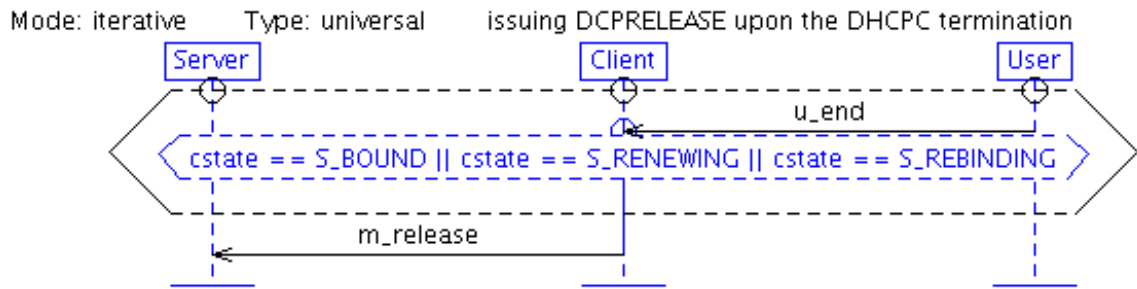 Mode: iterative Type: universal issuing DCPRELEASE upon the DHCPC termination
Server Client User
u_end
cstate == S_BOUND || cstate == S_RENEWING || cstate == S_REBINDING
m_release